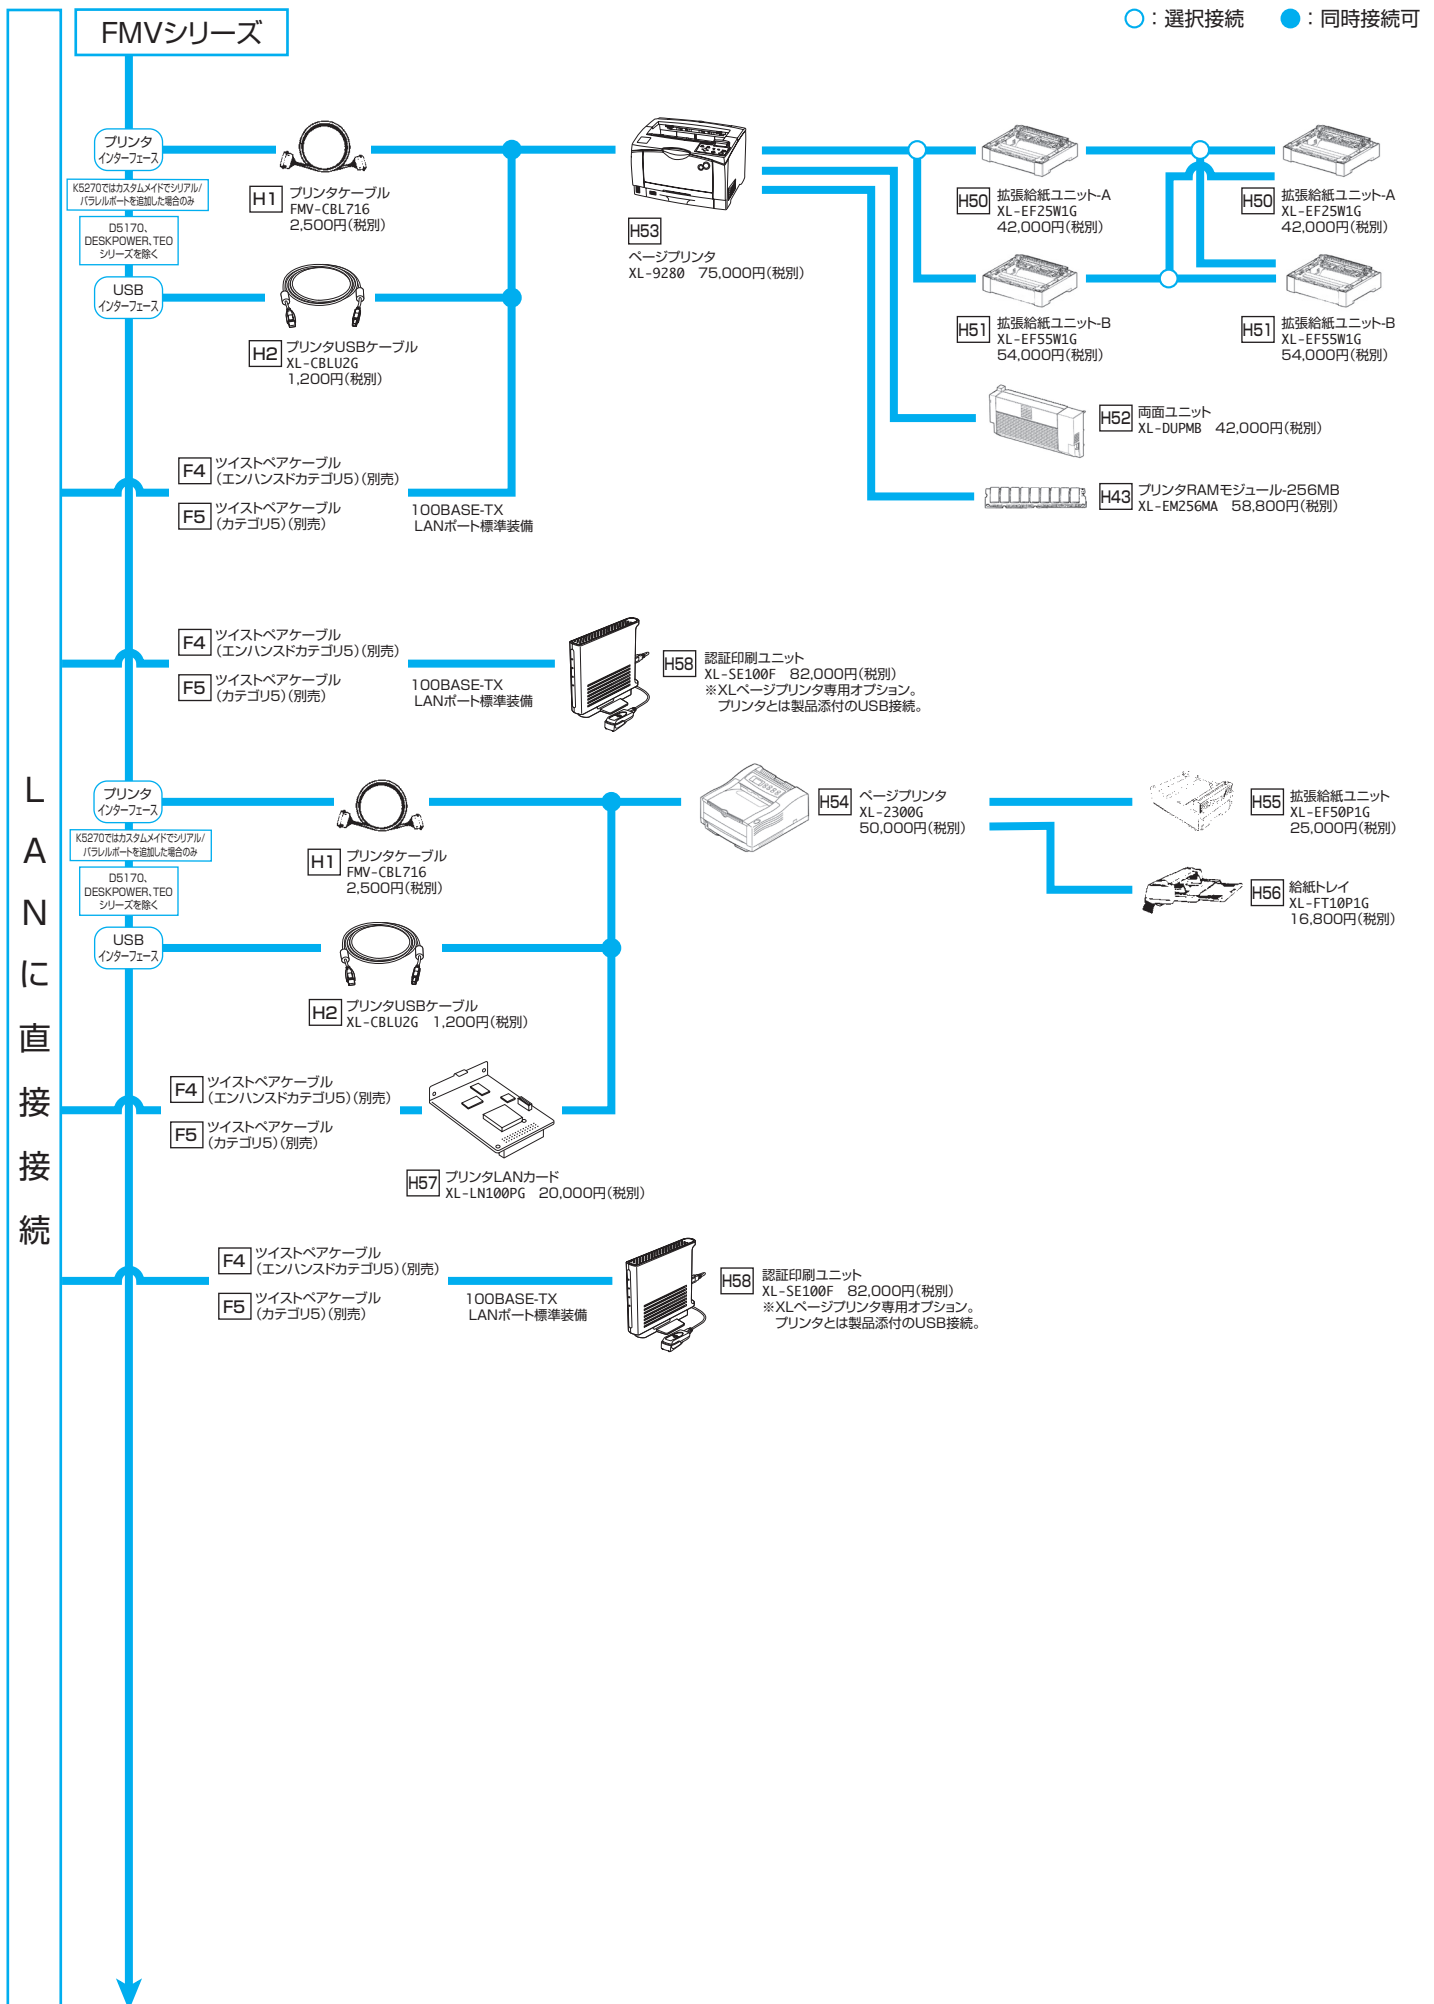 FMVシリーズ
○：選択接続　●：同時接続可
プリンタ
インターフェース
K5270ではカスタムメイドでシリアル/
パラレルポートを追加した場合のみ
D5170、
DESKPOWER、TEO
シリーズを除く
USB
インターフェース
H1 プリンタケーブル
FMV-CBL716
2,500円(税別)
H2 プリンタUSBケーブル
XL-CBLU2G
1,200円(税別)
F4 ツイストペアケーブル
(エンハンスドカテゴリ5)(別売)
F5 ツイストペアケーブル
(カテゴリ5)(別売)
100BASE-TX
LANポート標準装備
H53
ページプリンタ
XL-9280 75,000円(税別)
H50 拡張給紙ユニット-A
XL-EF25W1G
42,000円(税別)
H50 拡張給紙ユニット-A
XL-EF25W1G
42,000円(税別)
H51 拡張給紙ユニット-B
XL-EF55W1G
54,000円(税別)
H51 拡張給紙ユニット-B
XL-EF55W1G
54,000円(税別)
H52 両面ユニット
XL-DUPMB 42,000円(税別)
H43 プリンタRAMモジュール-256MB
XL-EM256MA 58,800円(税別)
F4 ツイストペアケーブル
(エンハンスドカテゴリ5)(別売)
F5 ツイストペアケーブル
(カテゴリ5)(別売)
100BASE-TX
LANポート標準装備
H58 認証印刷ユニット
XL-SE100F 82,000円(税別)
※XLページプリンタ専用オプション。
プリンタとは製品添付のUSB接続。
LANに直接接続
プリンタ
インターフェース
K5270ではカスタムメイドでシリアル/
パラレルポートを追加した場合のみ
D5170、
DESKPOWER、TEO
シリーズを除く
USB
インターフェース
H1 プリンタケーブル
FMV-CBL716
2,500円(税別)
H2 プリンタUSBケーブル
XL-CBLU2G 1,200円(税別)
F4 ツイストペアケーブル
(エンハンスドカテゴリ5)(別売)
F5 ツイストペアケーブル
(カテゴリ5)(別売)
H57 プリンタLANカード
XL-LN100PG 20,000円(税別)
H54 ページプリンタ
XL-2300G
50,000円(税別)
H55 拡張給紙ユニット
XL-EF50P1G
25,000円(税別)
H56 給紙トレイ
XL-FT10P1G
16,800円(税別)
F4 ツイストペアケーブル
(エンハンスドカテゴリ5)(別売)
F5 ツイストペアケーブル
(カテゴリ5)(別売)
100BASE-TX
LANポート標準装備
H58 認証印刷ユニット
XL-SE100F 82,000円(税別)
※XLページプリンタ専用オプション。
プリンタとは製品添付のUSB接続。